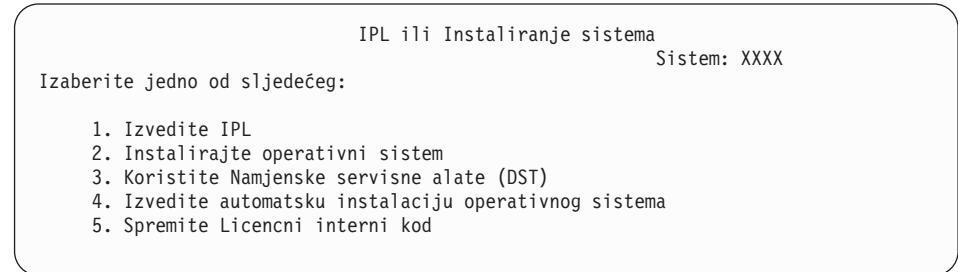 IPL ili Instaliranje sistema
Sistem: XXXX
Izaberite jedno od sljedećeg:
1. Izvedite IPL
2. Instalirajte operativni sistem
3. Koristite Namjenske servisne alate (DST)
4. Izvedite automatsku instalaciju operativnog sistema
5. Spremite Licencni interni kod